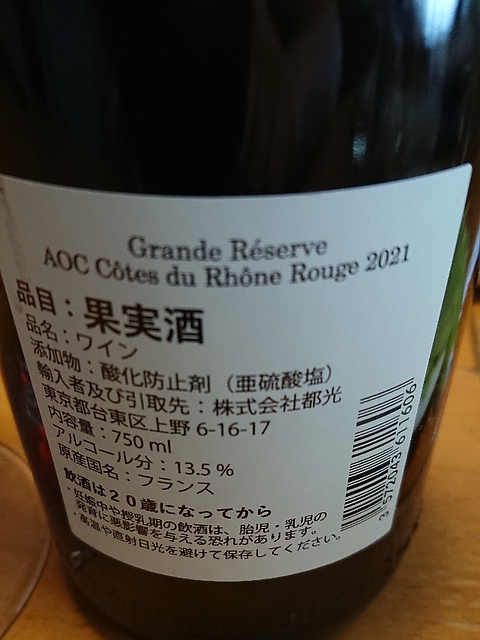 Grande Réserve
AOC Côtes du Rhône Rouge 2021
品目：果実酒
品名：ワイン
添加物：酸化防止剤（亜硫酸塩）
輸入者及び引取先：株式会社都光
東京都台東区上野 6-16-17
内容量：750 ml
アルコール分：13.5 %
原産国名：フランス
飲酒は２０歳になってから
・妊娠中や授乳期の飲酒は、胎児・乳児の
発育に悪影響を与える恐れがあります。
・高温や直射日光を避けて保存してください。
3 572043 611606